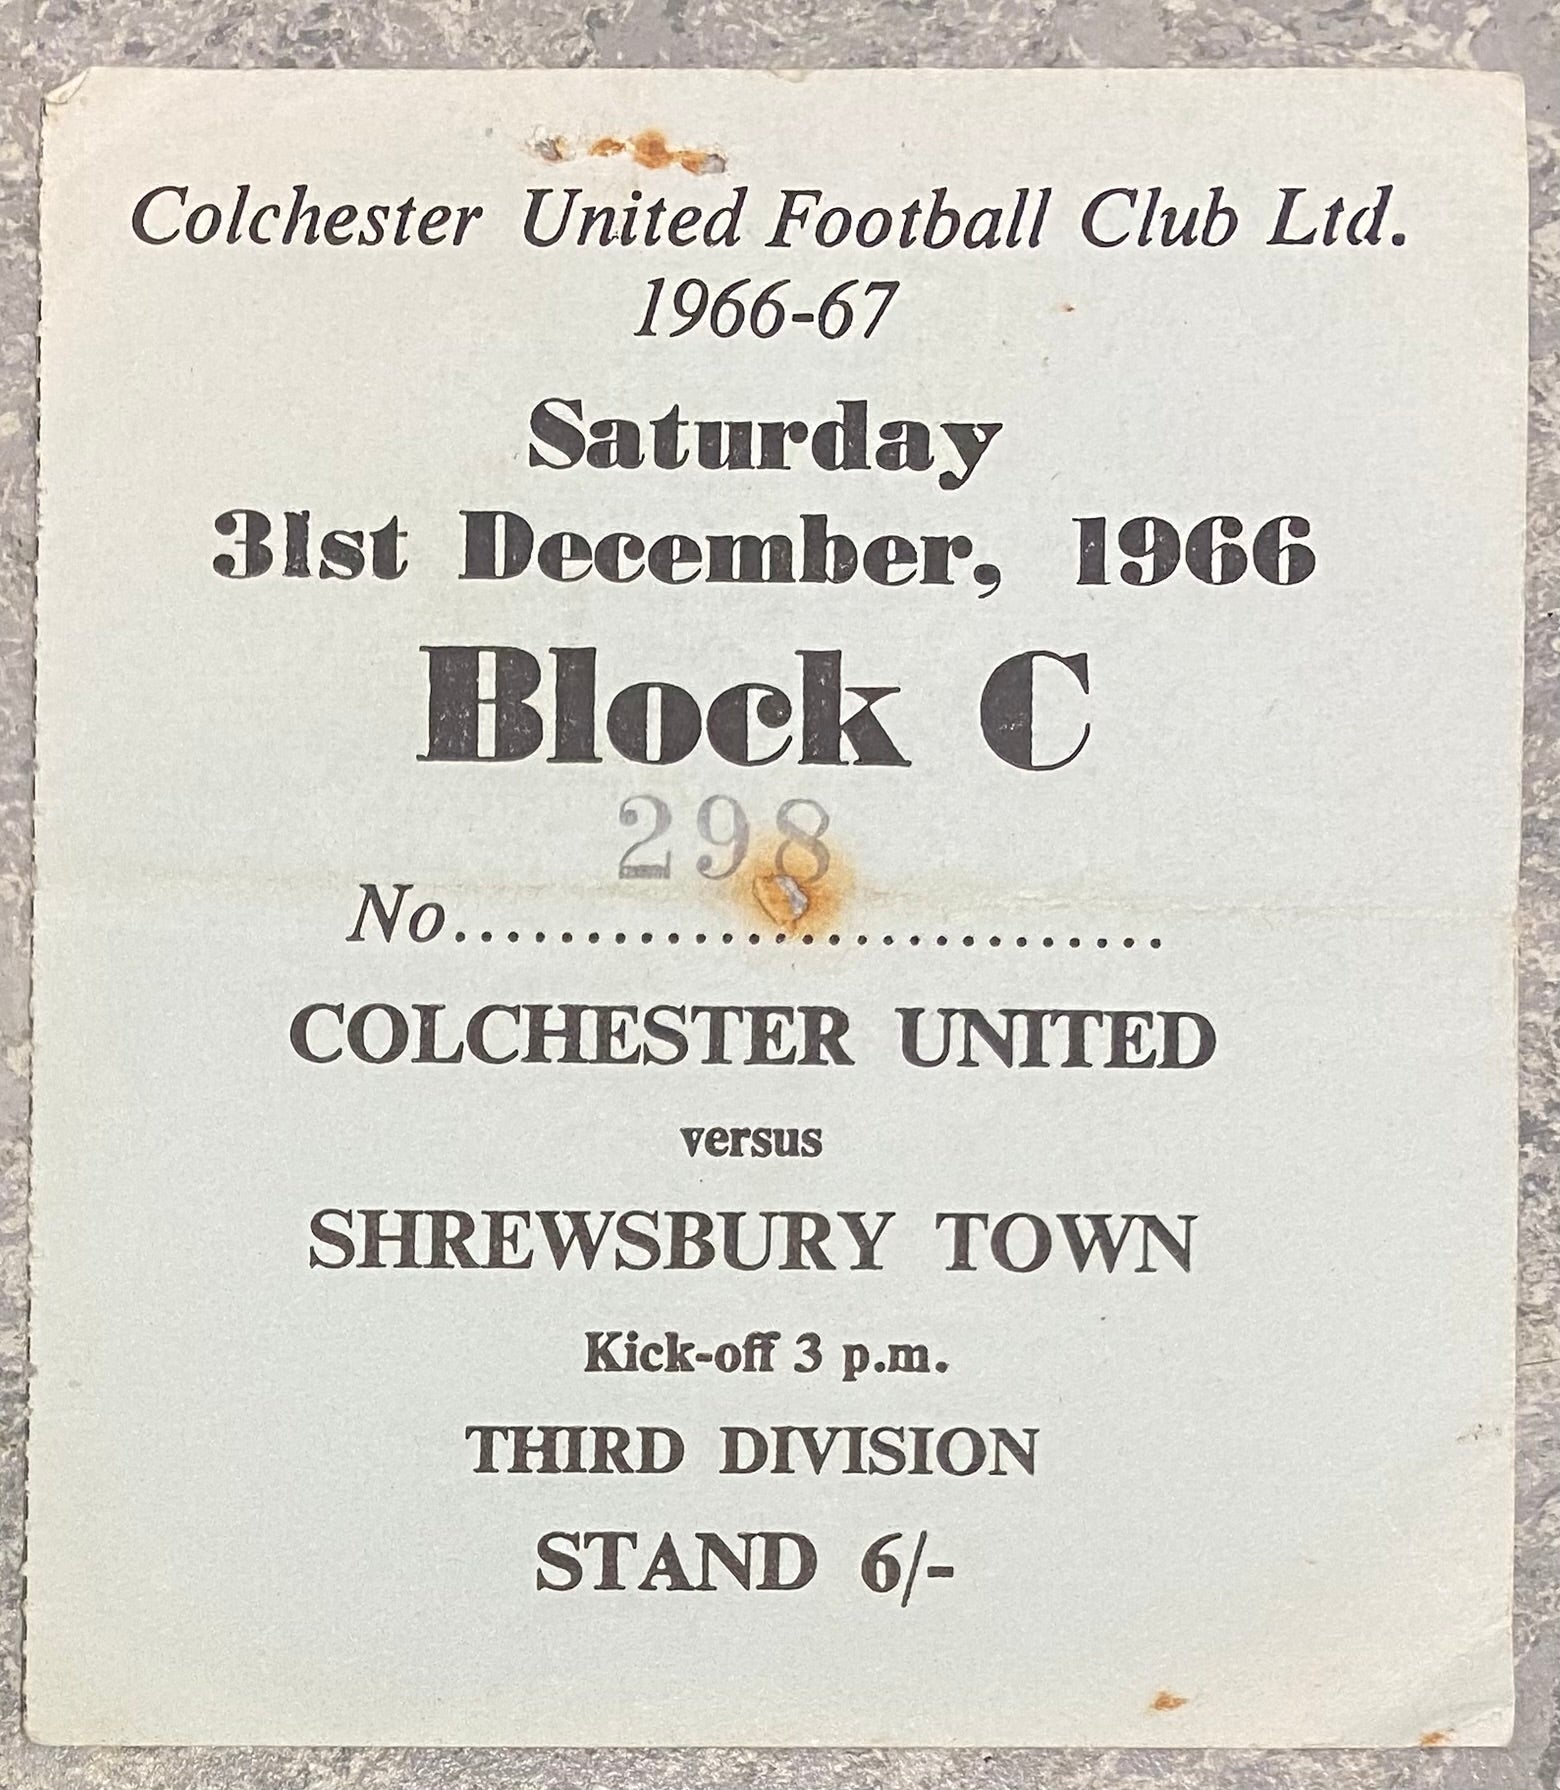 Colchester United Football Club Ltd.
1966-67
Saturday
31st December, 1966
Block C
298
No..............................
COLCHESTER UNITED
versus
SHREWSBURY TOWN
Kick-off 3 p.m.
THIRD DIVISION
STAND 6/-